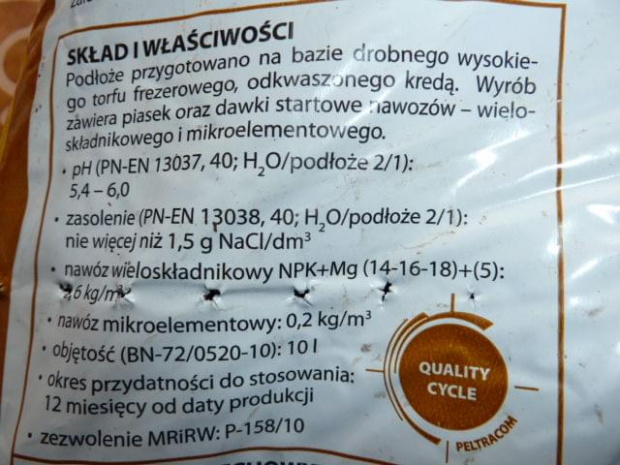 SKŁAD I WŁAŚCIWOŚCI
Podłoże przygotowano na bazie drobnego wysokie-
go torfu frezerowego, odkwaszonego kredą. Wyrób
zawiera piasek oraz dawki startowe nawozów – wielo-
składnikowego i mikroelementowego.
• pH (PN-EN 13037, 40; H₂O/podłoże 2/1):
5,4 – 6,0
• zasolenie (PN-EN 13038, 40; H₂O/podłoże 2/1):
nie więcej niż 1,5 g NaCl/dm³
• nawóz wieloskładnikowy NPK+Mg (14-16-18)+(5):
6 kg/m³
• nawóz mikroelementowy: 0,2 kg/m³
• objętość (BN-72/0520-10): 10 l
• okres przydatności do stosowania:
12 miesięcy od daty produkcji
• zezwolenie MRiRW: P-158/10
QUALITY
CYCLE
PELTRACOM